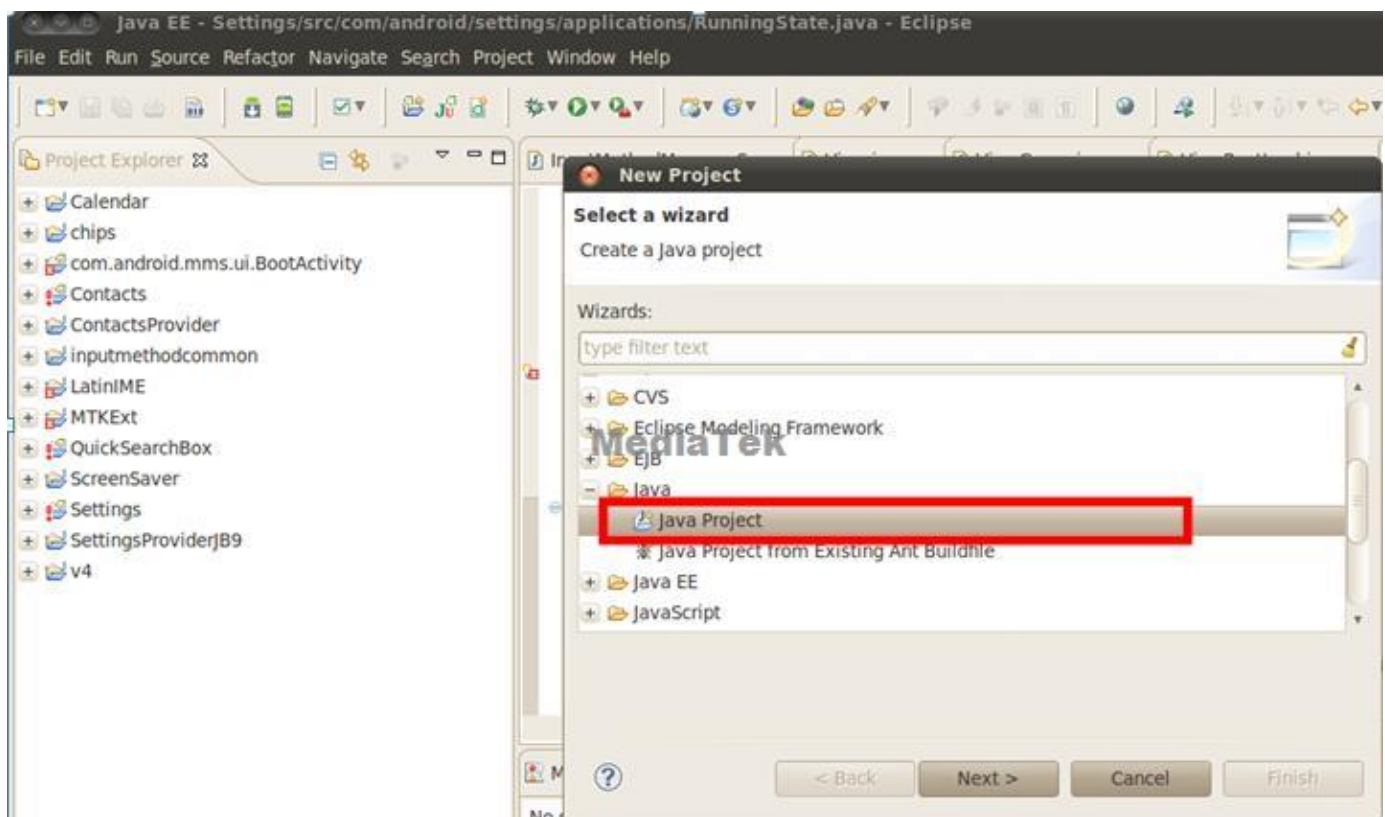 Java EE - Settings/src/com/android/settings/applications/RunningState.java - Eclipse
File Edit Run Source Refactor Navigate Search Project Window Help
Project Explorer
Calendar
chips
com.android.mms.ui.BootActivity
Contacts
ContactsProvider
inputmethodcommon
LatinIME
MTKExt
QuickSearchBox
ScreenSaver
Settings
SettingsProviderJB9
v4
New Project
Select a wizard
Create a Java project
Wizards:
type filter text
CVS
Eclipse Modeling Framework
MediaTek
EJB
Java
Java Project
Java Project from Existing Ant Buildfile
Java EE
JavaScript
< Back Next > Cancel Finish